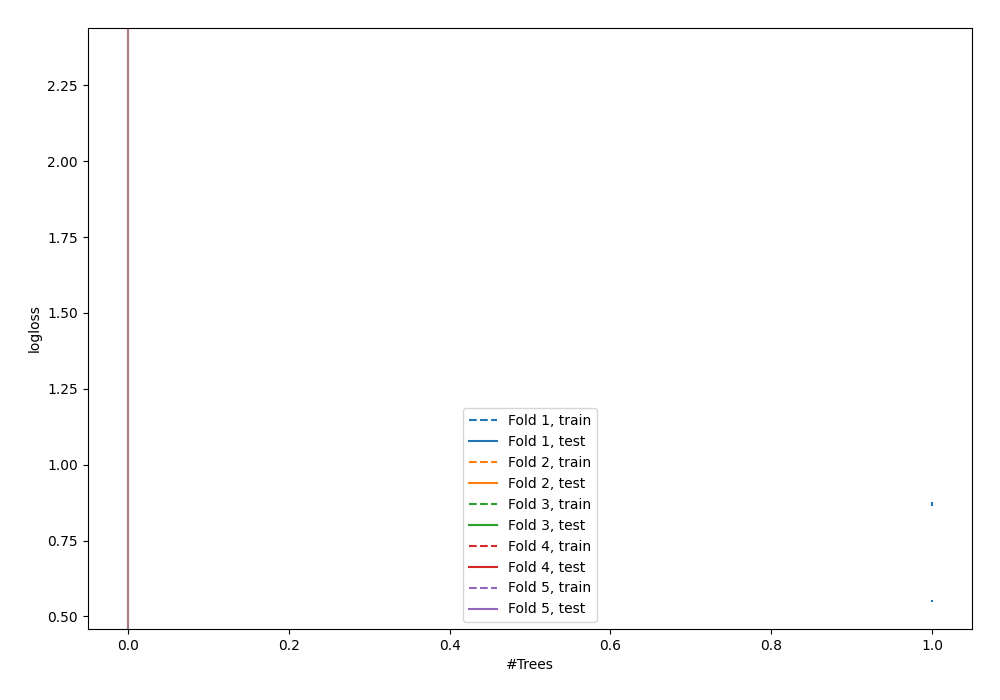 2.25
2.00
1.75
1.50
1.25
1.00
0.75
0.50
logloss
Fold 1, train
Fold 1, test
Fold 2, train
Fold 2, test
Fold 3, train
Fold 3, test
Fold 4, train
Fold 4, test
Fold 5, train
Fold 5, test
0.0 0.2 0.4 0.6 0.8 1.0
#Trees